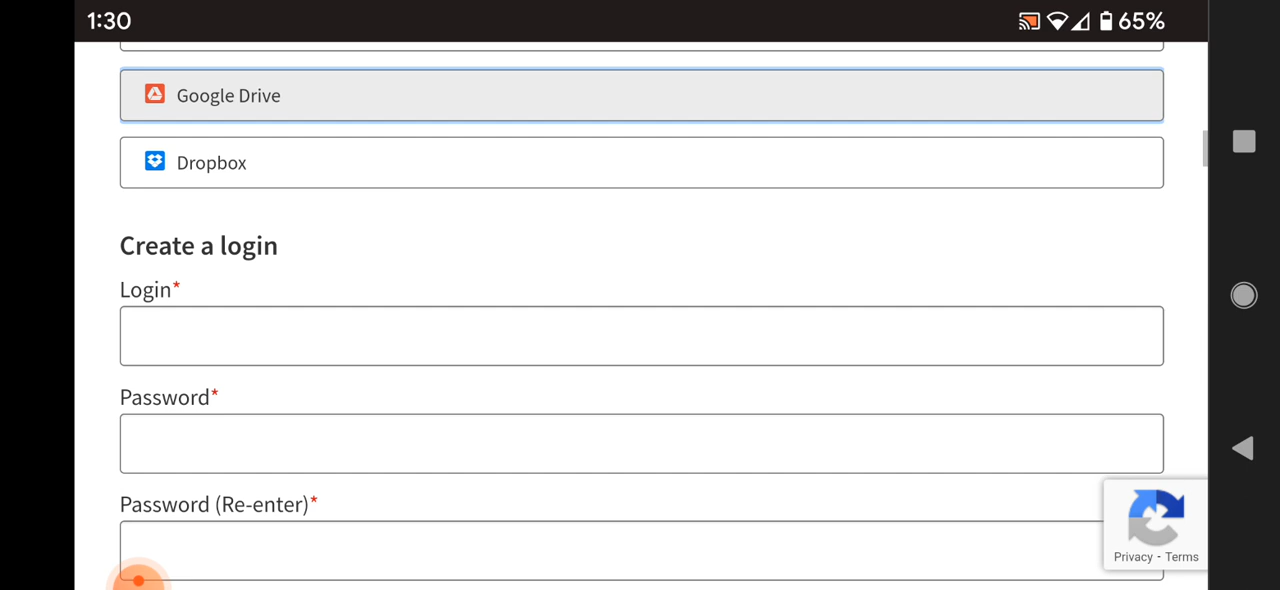 1:30
65%
Google Drive
Dropbox
Create a login
Login*
Password*
Password (Re-enter)*
Privacy - Terms